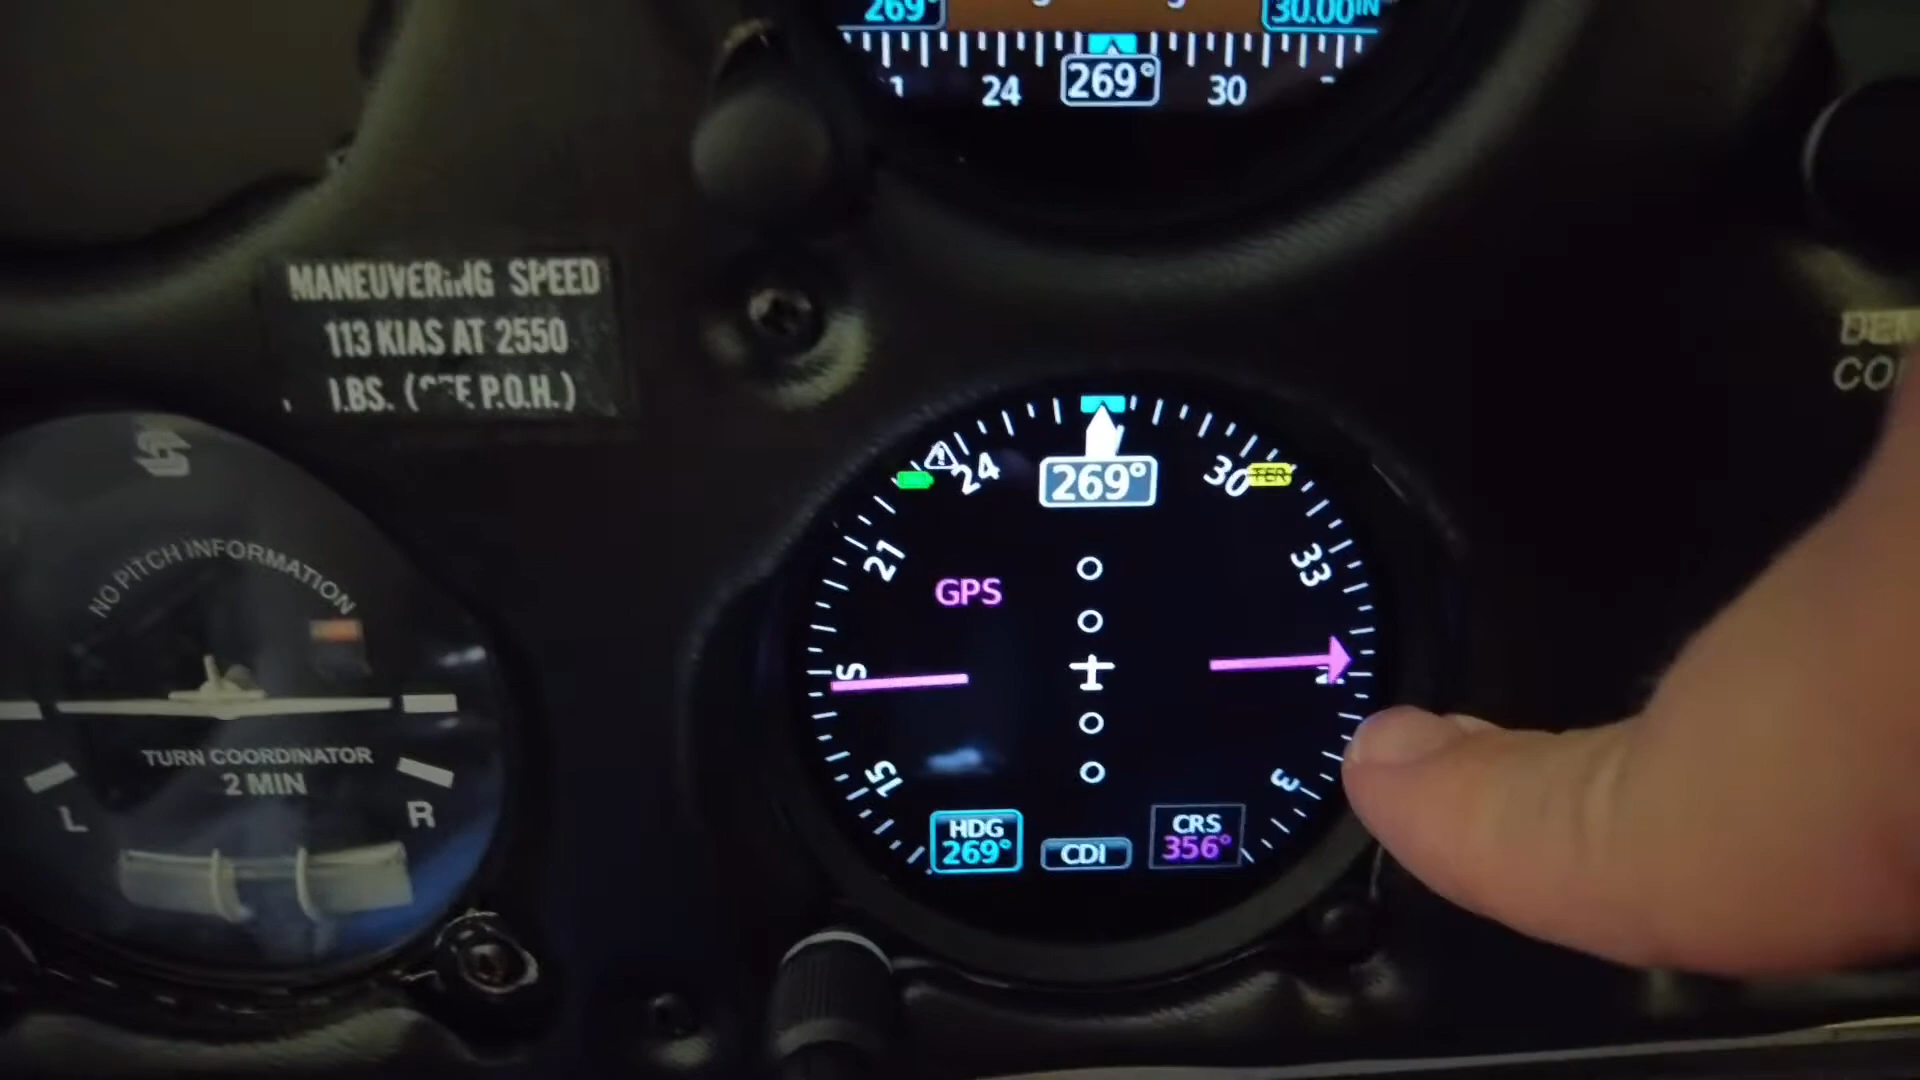 269°
30.00IN
24
269°
30
MANEUVERING SPEED
113 KIAS AT 2550
LBS. (SEE P.O.H.)
24
269°
30
TER
21
33
GPS
S
15
3
HDG
269°
CDI
CRS
356°
NO PITCH INFORMATION
TURN COORDINATOR
2 MIN
L
R